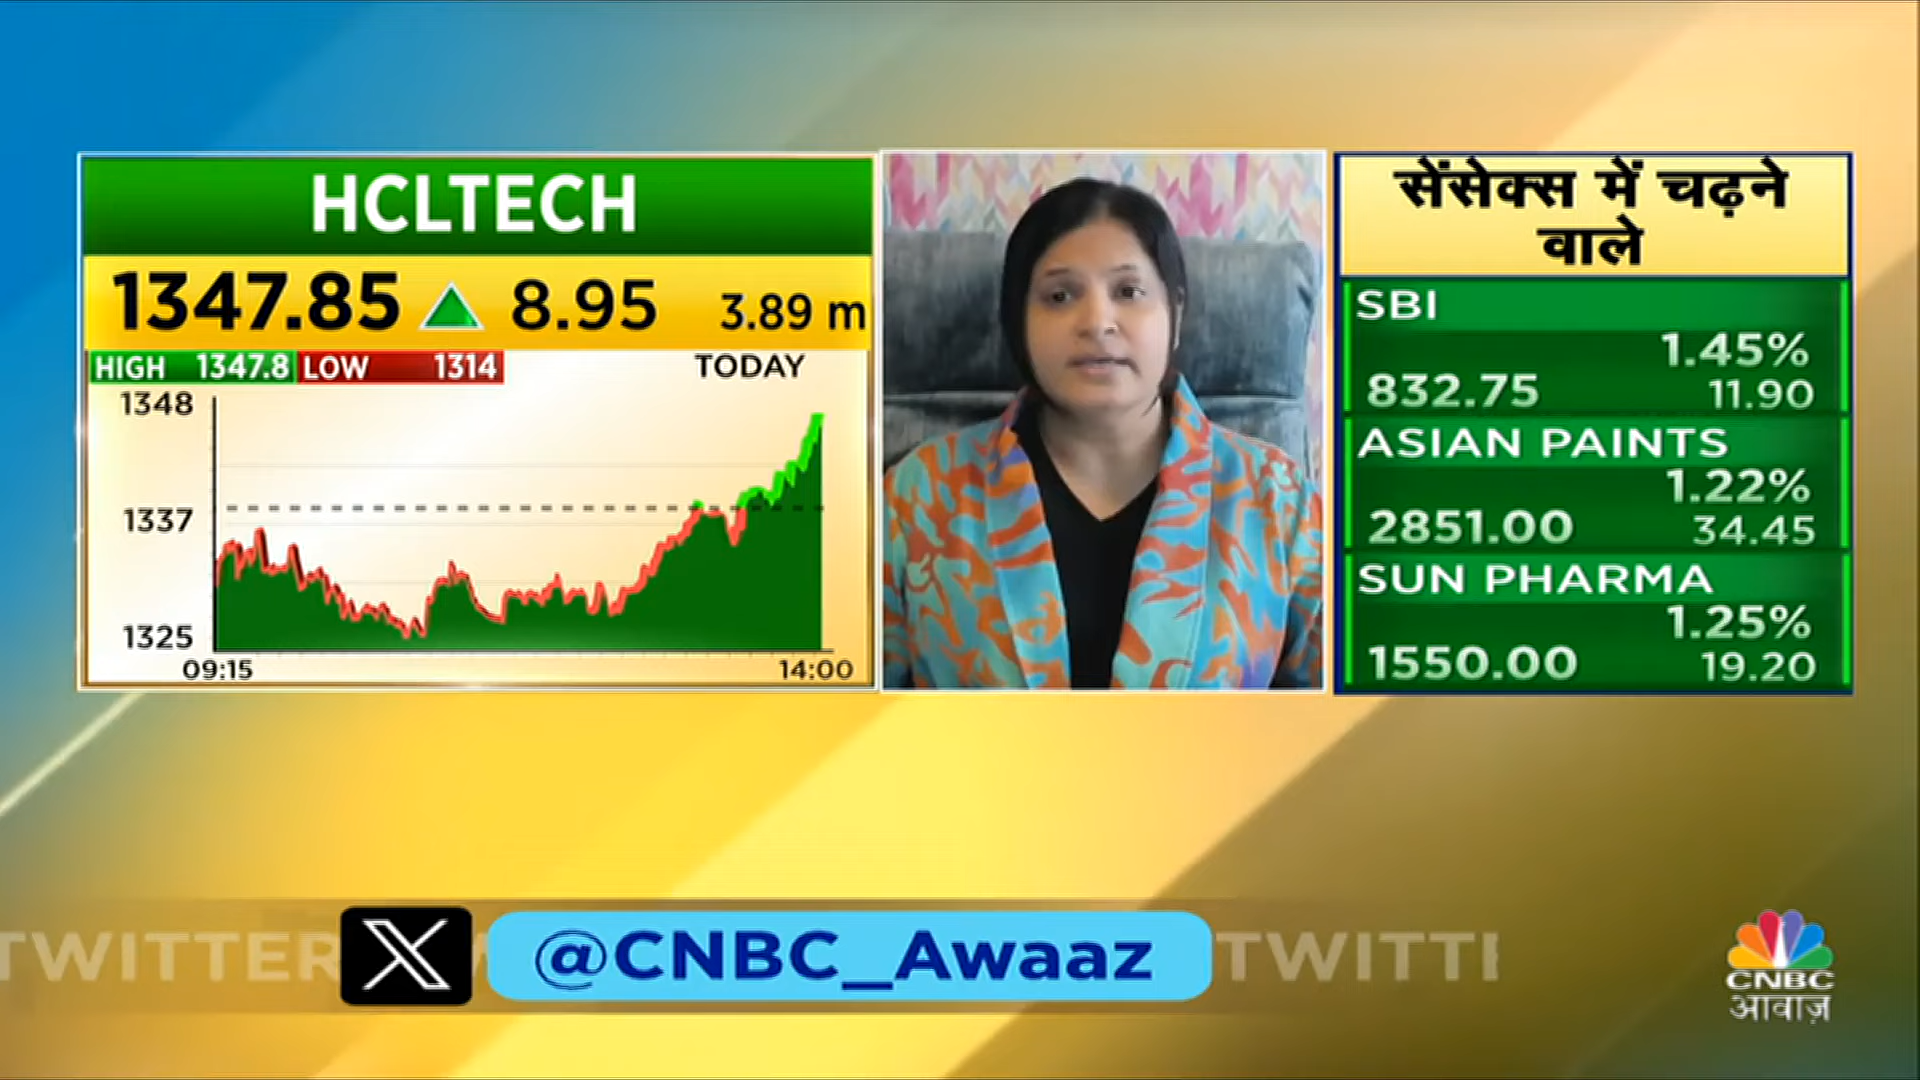 HCLTECH
1347.85 ▲ 8.95 3.89 m
HIGH 1347.8 LOW 1314 TODAY
1348
1337
1325
09:15 14:00
सेंसेक्स में चढ़ने
वाले
SBI
1.45%
832.75 11.90
ASIAN PAINTS
1.22%
2851.00 34.45
SUN PHARMA
1.25%
1550.00 19.20
TWITTER X @CNBC_Awaaz TWITTE
CNBC
आवाज़